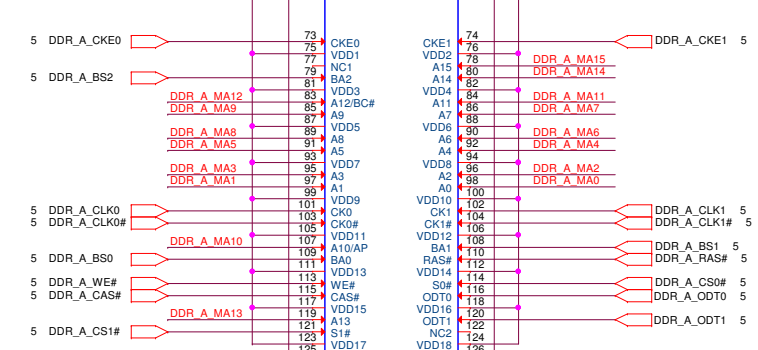 73 74
5 DDR_A_CKE0 CKE0 CKE1 DDR_A_CKE1 5
75 76
VDD1 VDD2
77 78 DDR_A_MA15
NC1 A15
79 80 DDR_A_MA14
5 DDR_A_BS2 BA2 A14
81 82
VDD3 VDD4
DDR_A_MA12 83 84 DDR_A_MA11
A12/BC# A11
DDR_A_MA9 85 86 DDR_A_MA7
A9 A7
87 88
VDD5 VDD6
DDR_A_MA8 89 90 DDR_A_MA6
A8 A6
DDR_A_MA5 91 92 DDR_A_MA4
A5 A4
93 94
VDD7 VDD8
DDR_A_MA3 95 96 DDR_A_MA2
A3 A2
DDR_A_MA1 97 98 DDR_A_MA0
A1 A0
99 100
VDD9 VDD10
101 102
5 DDR_A_CLK0 CK0 CK1 DDR_A_CLK1 5
103 104
5 DDR_A_CLK0# CK0# CK1# DDR_A_CLK1# 5
105 106
VDD11 VDD12
DDR_A_MA10 107 108
A10/AP BA1 DDR_A_BS1 5
109 110
5 DDR_A_BS0 BA0 RAS# DDR_A_RAS# 5
111 112
VDD13 VDD14
113 114
5 DDR_A_WE# WE# S0# DDR_A_CS0# 5
115 116
5 DDR_A_CAS# CAS# ODT0 DDR_A_ODT0 5
117 118
VDD15 VDD16
DDR_A_MA13 119 120
A13 ODT1 DDR_A_ODT1 5
121 122
5 DDR_A_CS1# S1# NC2
123 124
VDD17 VDD18
125 126